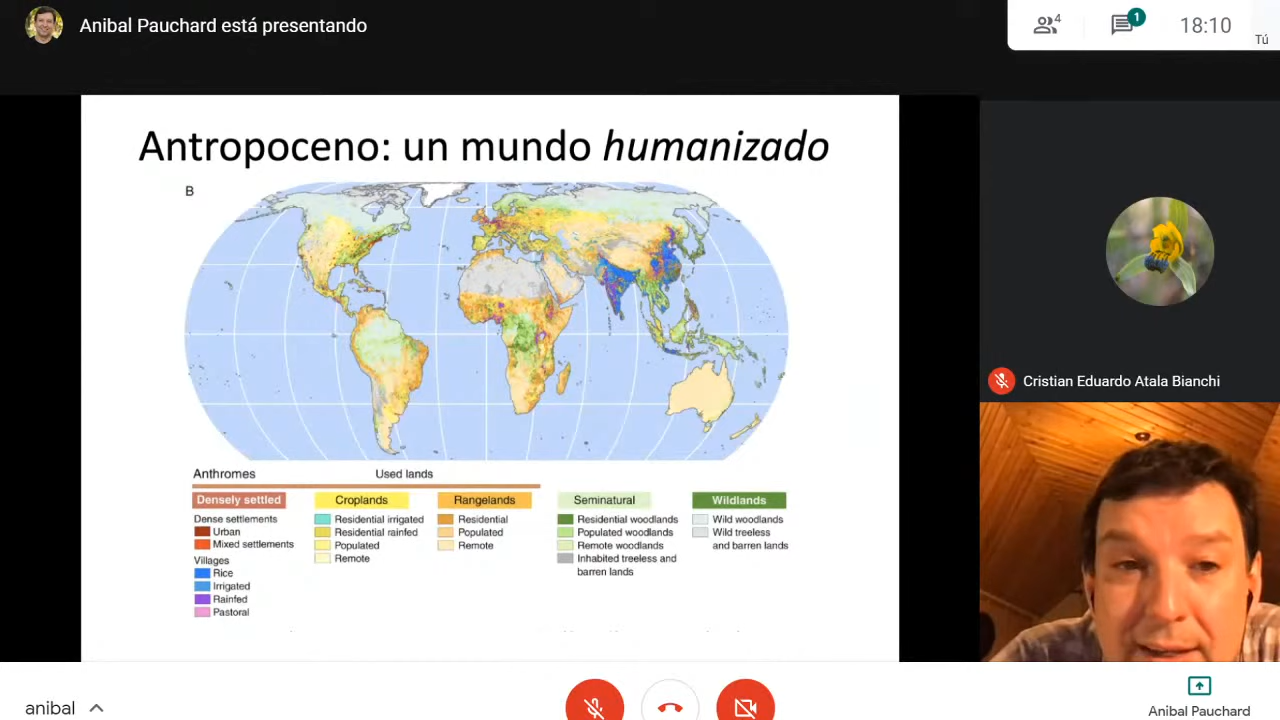 Anibal Pauchard está presentando
4
1
18:10
Tú
Antropoceno: un mundo humanizado
B
Anthromes
Used lands
Densely settled
Dense settlements
Urban
Mixed settlements
Villages
Rice
Irrigated
Rainfed
Pastoral
Croplands
Residential irrigated
Residential rainfed
Populated
Remote
Rangelands
Residential
Populated
Remote
Seminatural
Residential woodlands
Populated woodlands
Remote woodlands
Inhabited treeless and
barren lands
Wildlands
Wild woodlands
Wild treeless
and barren lands
Cristian Eduardo Atala Bianchi
anibal
Anibal Pauchard